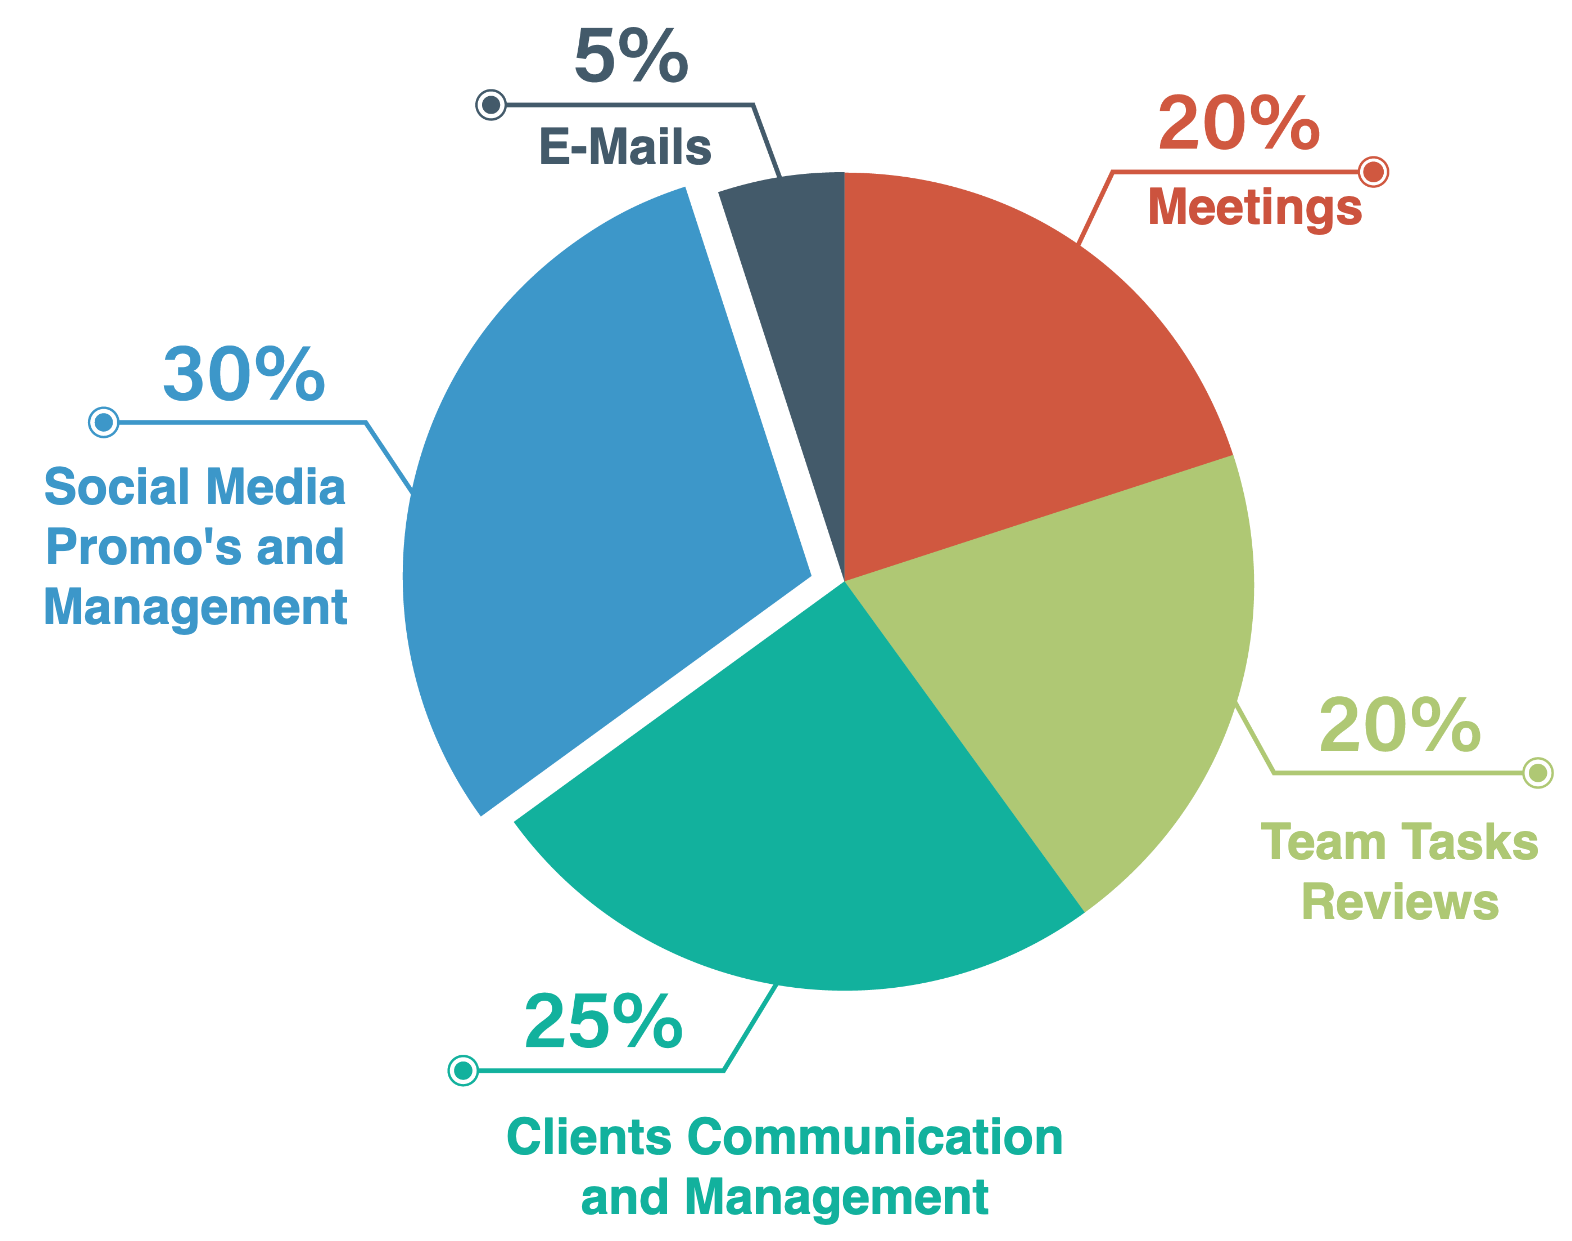 5%
E-Mails
20%
Meetings
30%
Social Media
Promo's and
Management
20%
Team Tasks
Reviews
25%
Clients Communication
and Management